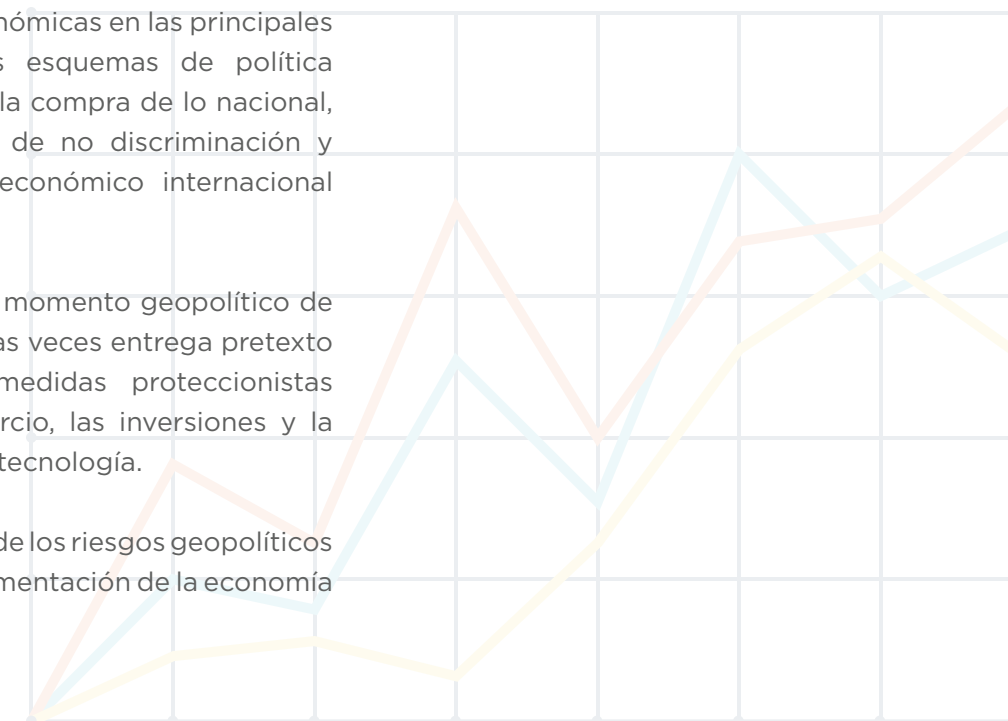 nómicas en las principales
s esquemas de política
la compra de lo nacional,
de no discriminación y
económico internacional
momento geopolítico de
as veces entrega pretexto
medidas proteccionistas
rcio, las inversiones y la
tecnología.
de los riesgos geopolíticos
mentación de la economía